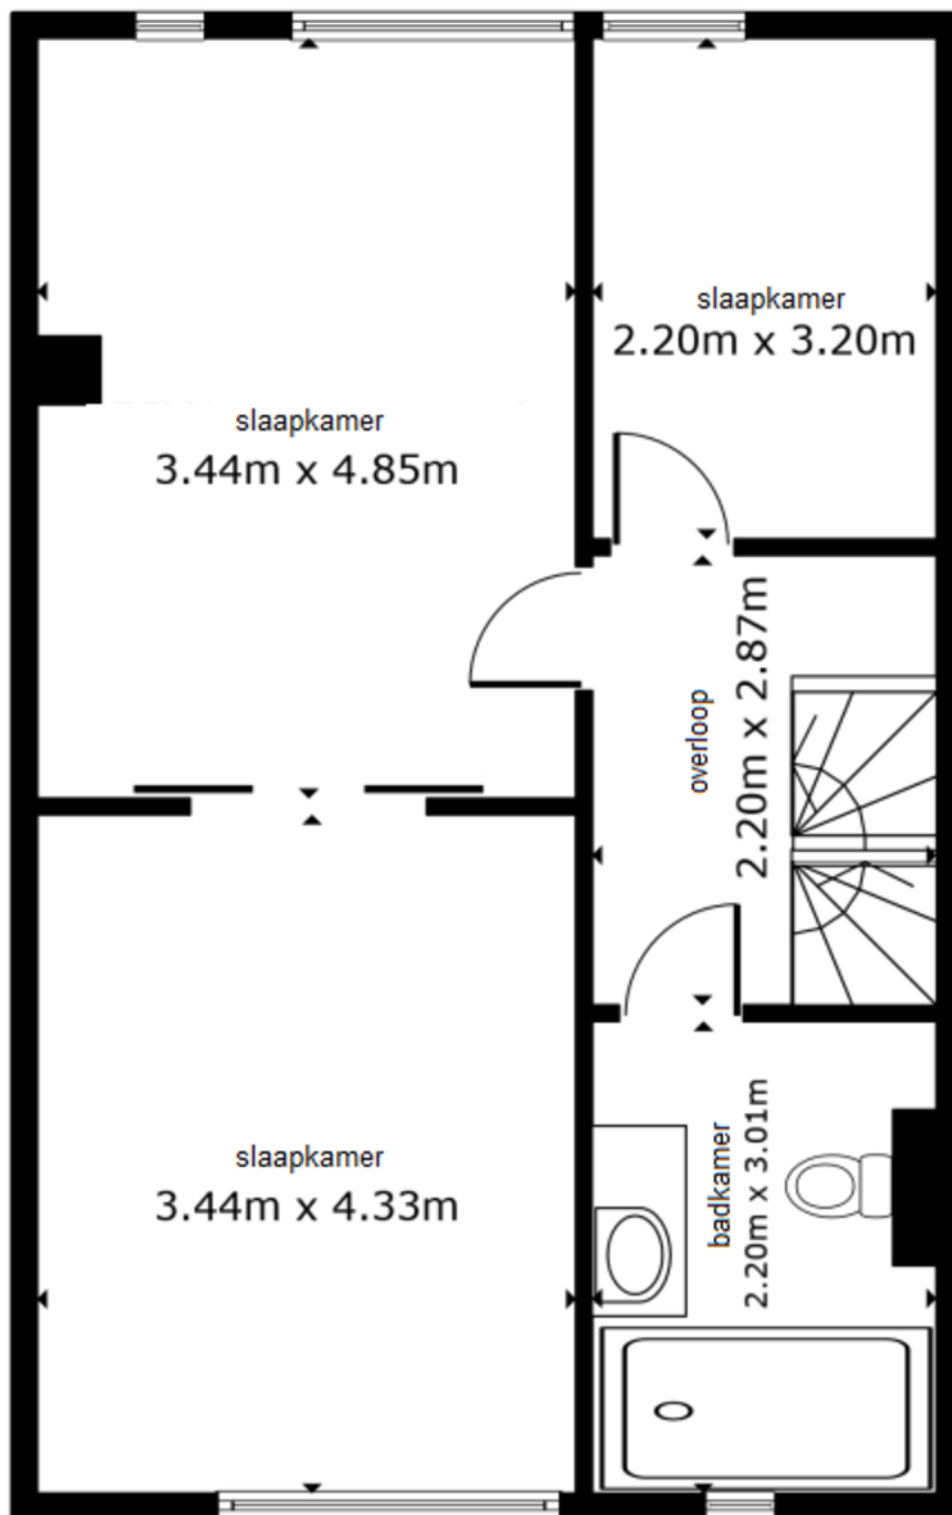 slaapkamer
2.20m x 3.20m
slaapkamer
3.44m x 4.85m
overloop
2.20m x 2.87m
slaapkamer
3.44m x 4.33m
badkamer
2.20m x 3.01m